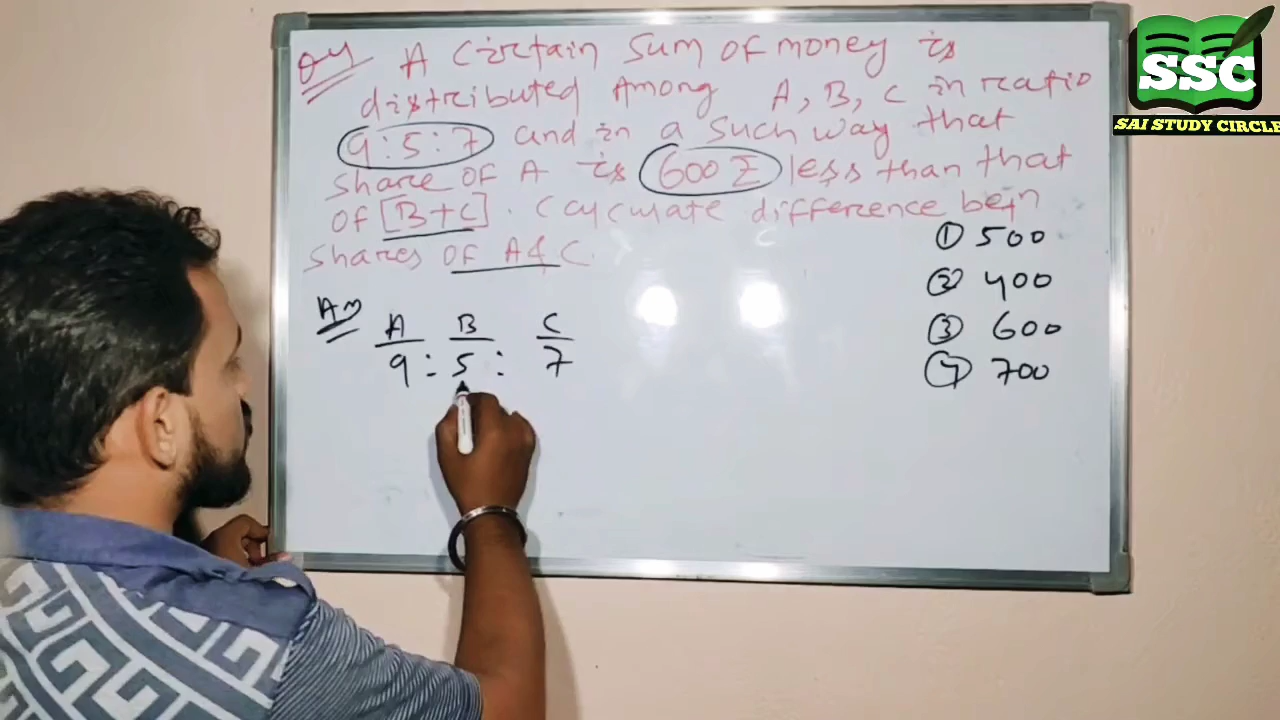 Q4 A Cirtain Sum of money is
distributed Among A, B, C in ratio
9:5:7 and in a such way that
share of A is 600 ₹ less than that
of [B+C]. Calculate difference betn
shares of A & C.
① 500
② 400
③ 600
④ 700
Ans
A B C
9 : 5 : 7
SSC
SAI STUDY CIRCLE